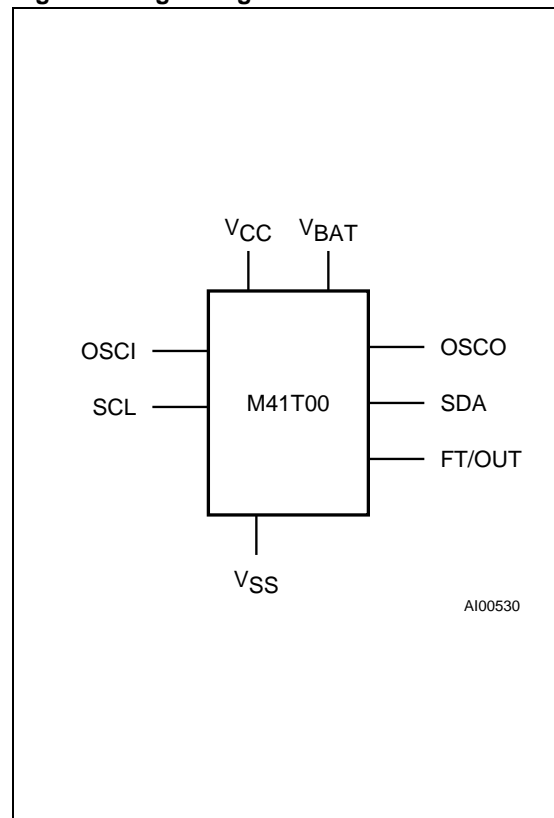 VCC VBAT
OSCI
OSCO
SCL
M41T00
SDA
FT/OUT
VSS
AI00530